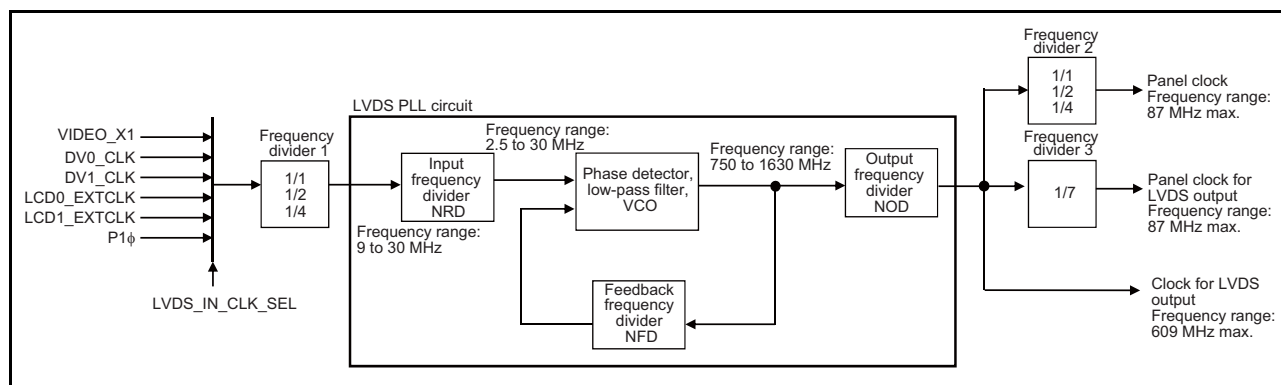 VIDEO_X1
DV0_CLK
DV1_CLK
LCD0_EXTCLK
LCD1_EXTCLK
P1ϕ
LVDS_IN_CLK_SEL
Frequency
divider 1
1/1
1/2
1/4
LVDS PLL circuit
Input
frequency
divider
NRD
Frequency range:
9 to 30 MHz
Frequency range:
2.5 to 30 MHz
Phase detector,
low-pass filter,
VCO
Frequency range:
750 to 1630 MHz
Feedback
frequency
divider
NFD
Output
frequency
divider
NOD
Frequency
divider 2
1/1
1/2
1/4
Panel clock
Frequency range:
87 MHz max.
Frequency
divider 3
1/7
Panel clock for
LVDS output
Frequency range:
87 MHz max.
Clock for LVDS
output
Frequency range:
609 MHz max.